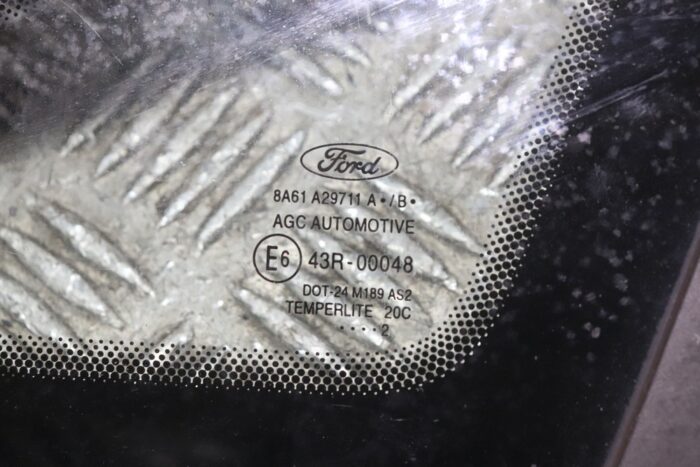 Ford
8A61 A29711 A•/B•
AGC AUTOMOTIVE
E6 43R-00048
DOT-24 M189 AS2
TEMPERLITE 20C
••••2